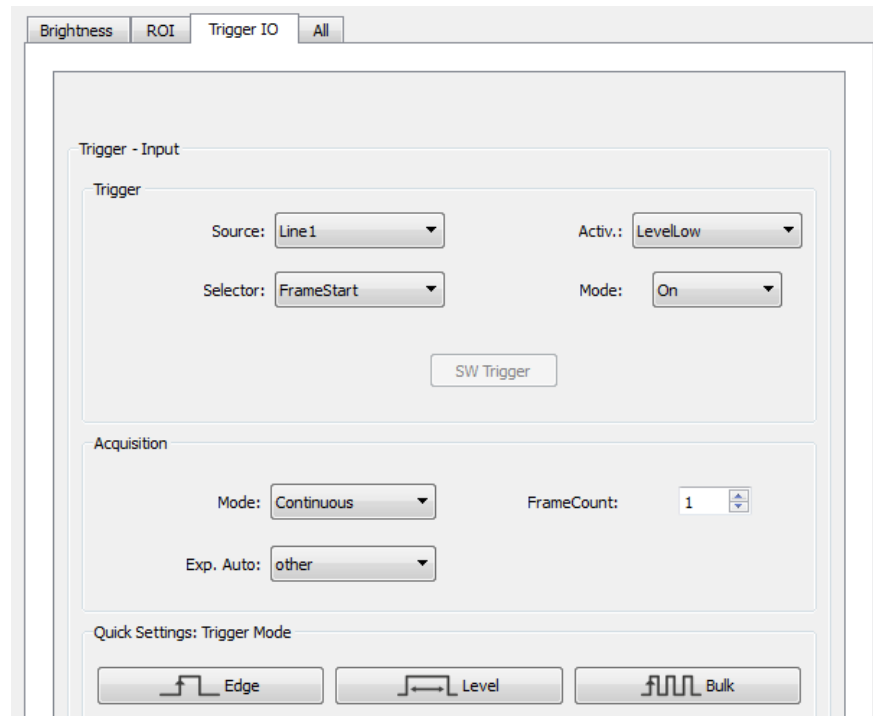 Brightness ROI Trigger IO All
Trigger - Input
Trigger
Source: Line1 Activ.: LevelLow
Selector: FrameStart Mode: On
SW Trigger
Acquisition
Mode: Continuous FrameCount: 1
Exp. Auto: other
Quick Settings: Trigger Mode
Edge Level Bulk